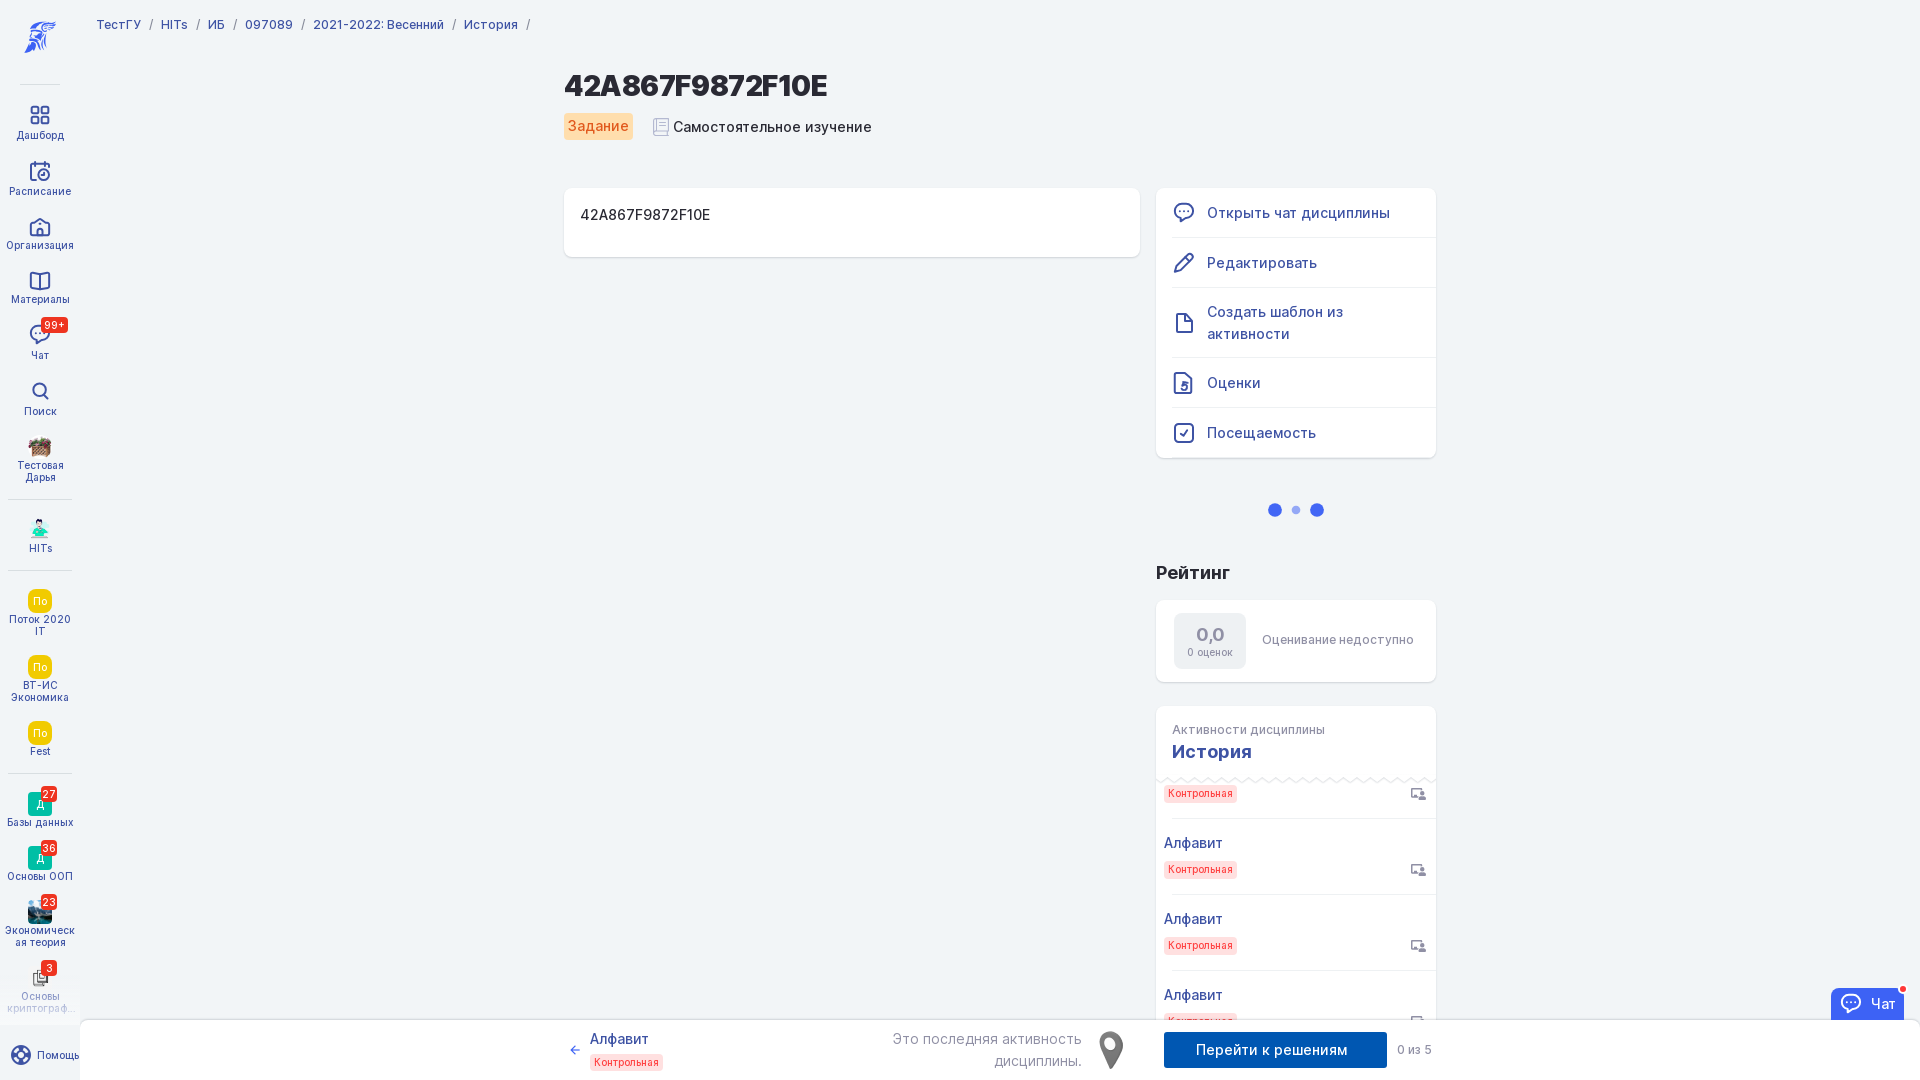 ТестГУ / HITs / ИБ / 097089 / 2021-2022: Весенний / История /
Дашборд
Расписание
Организация
Материалы
99+
Чат
Поиск
Тестовая
Дарья
HITs
По
Поток 2020
IT
По
ВТ-ИС
Экономика
По
Fest
27
Д
Базы данных
36
Д
Основы ООП
23
Экономическ
ая теория
3
Основы
криптограф...
Помощь
42A867F9872F10E
Задание
Самостоятельное изучение
42A867F9872F10E
Открыть чат дисциплины
Редактировать
Создать шаблон из
активности
5
Оценки
Посещаемость
Рейтинг
0,0
0 оценок
Оценивание недоступно
Активности дисциплины
История
Контрольная
Алфавит
Контрольная
Алфавит
Контрольная
Алфавит
Контрольная
Алфавит
Контрольная
Это последняя активность
дисциплины.
Перейти к решениям
0 из 5
Чат